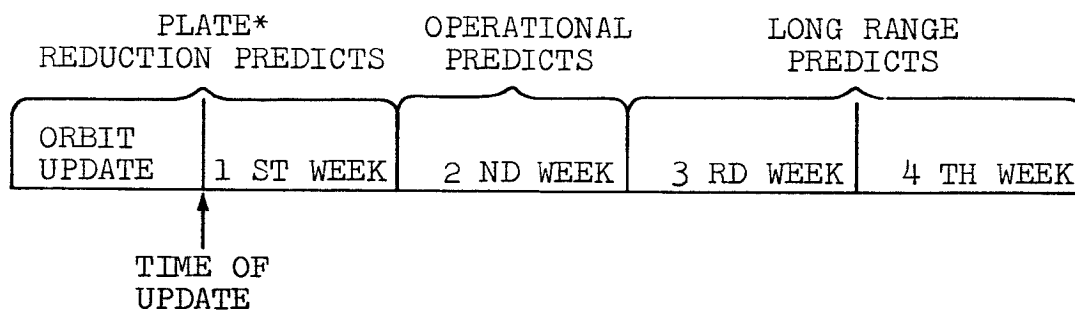 PLATE*
REDUCTION PREDICTS
OPERATIONAL
PREDICTS
LONG RANGE
PREDICTS
ORBIT
UPDATE
1 ST WEEK
2 ND WEEK
3 RD WEEK
4 TH WEEK
TIME OF
UPDATE